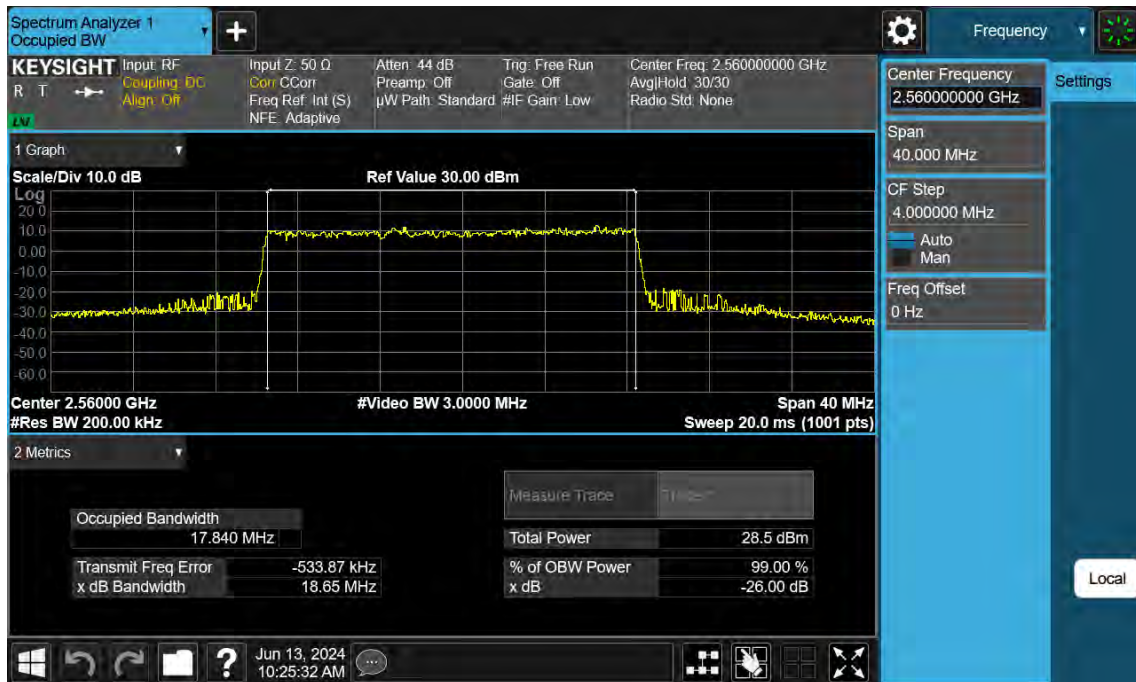 Spectrum Analyzer 1
Occupied BW
+
Frequency
KEYSIGHT
R T
Input: RF
Coupling: DC
Align: Off
Input Z: 50 Ω
Corr CCorr
Freq Ref: Int (S)
NFE: Adaptive
Atten: 44 dB
Preamp: Off
µW Path: Standard
Trig: Free Run
Gate: Off
#IF Gain: Low
Center Freq: 2.560000000 GHz
Avg|Hold: 30/30
Radio Std: None
Center Frequency
2.560000000 GHz
Settings
Span
40.000 MHz
CF Step
4.000000 MHz
Auto
Man
Freq Offset
0 Hz
Local
1 Graph
Scale/Div 10.0 dB
Ref Value 30.00 dBm
Log
20.0
10.0
0.00
-10.0
-20.0
-30.0
-40.0
-50.0
-60.0
Center 2.56000 GHz
#Video BW 3.0000 MHz
Span 40 MHz
#Res BW 200.00 kHz
Sweep 20.0 ms (1001 pts)
2 Metrics
Measure Trace
Occupied Bandwidth
17.840 MHz
Total Power
28.5 dBm
Transmit Freq Error
-533.87 kHz
% of OBW Power
99.00 %
x dB Bandwidth
18.65 MHz
x dB
-26.00 dB
?
Jun 13, 2024
10:25:32 AM